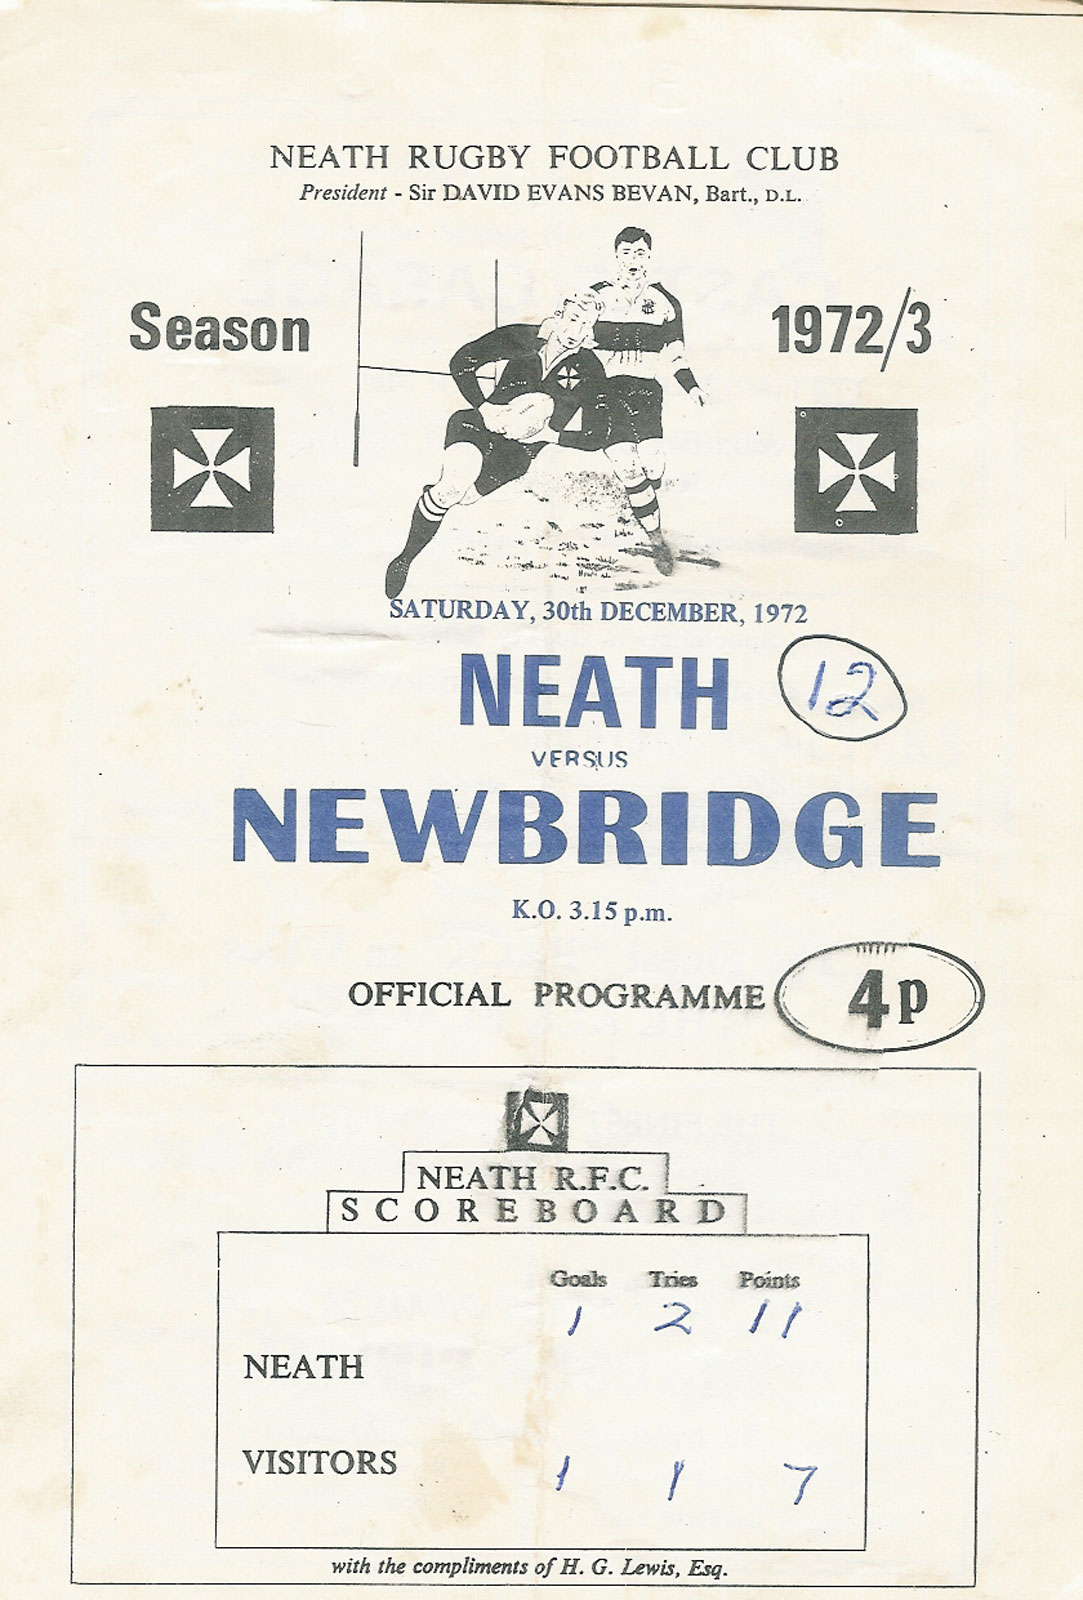 NEATH RUGBY FOOTBALL CLUB
President - Sir DAVID EVANS BEVAN, Bart., D.L.
Season 1972/3
SATURDAY, 30th DECEMBER, 1972
NEATH 12
VERSUS
NEWBRIDGE
K.O. 3.15 p.m.
OFFICIAL PROGRAMME 4p
NEATH R.F.C.
SCOREBOARD
Goals Tries Points
1 2 11
NEATH
VISITORS 1 1 7
with the compliments of H. G. Lewis, Esq.